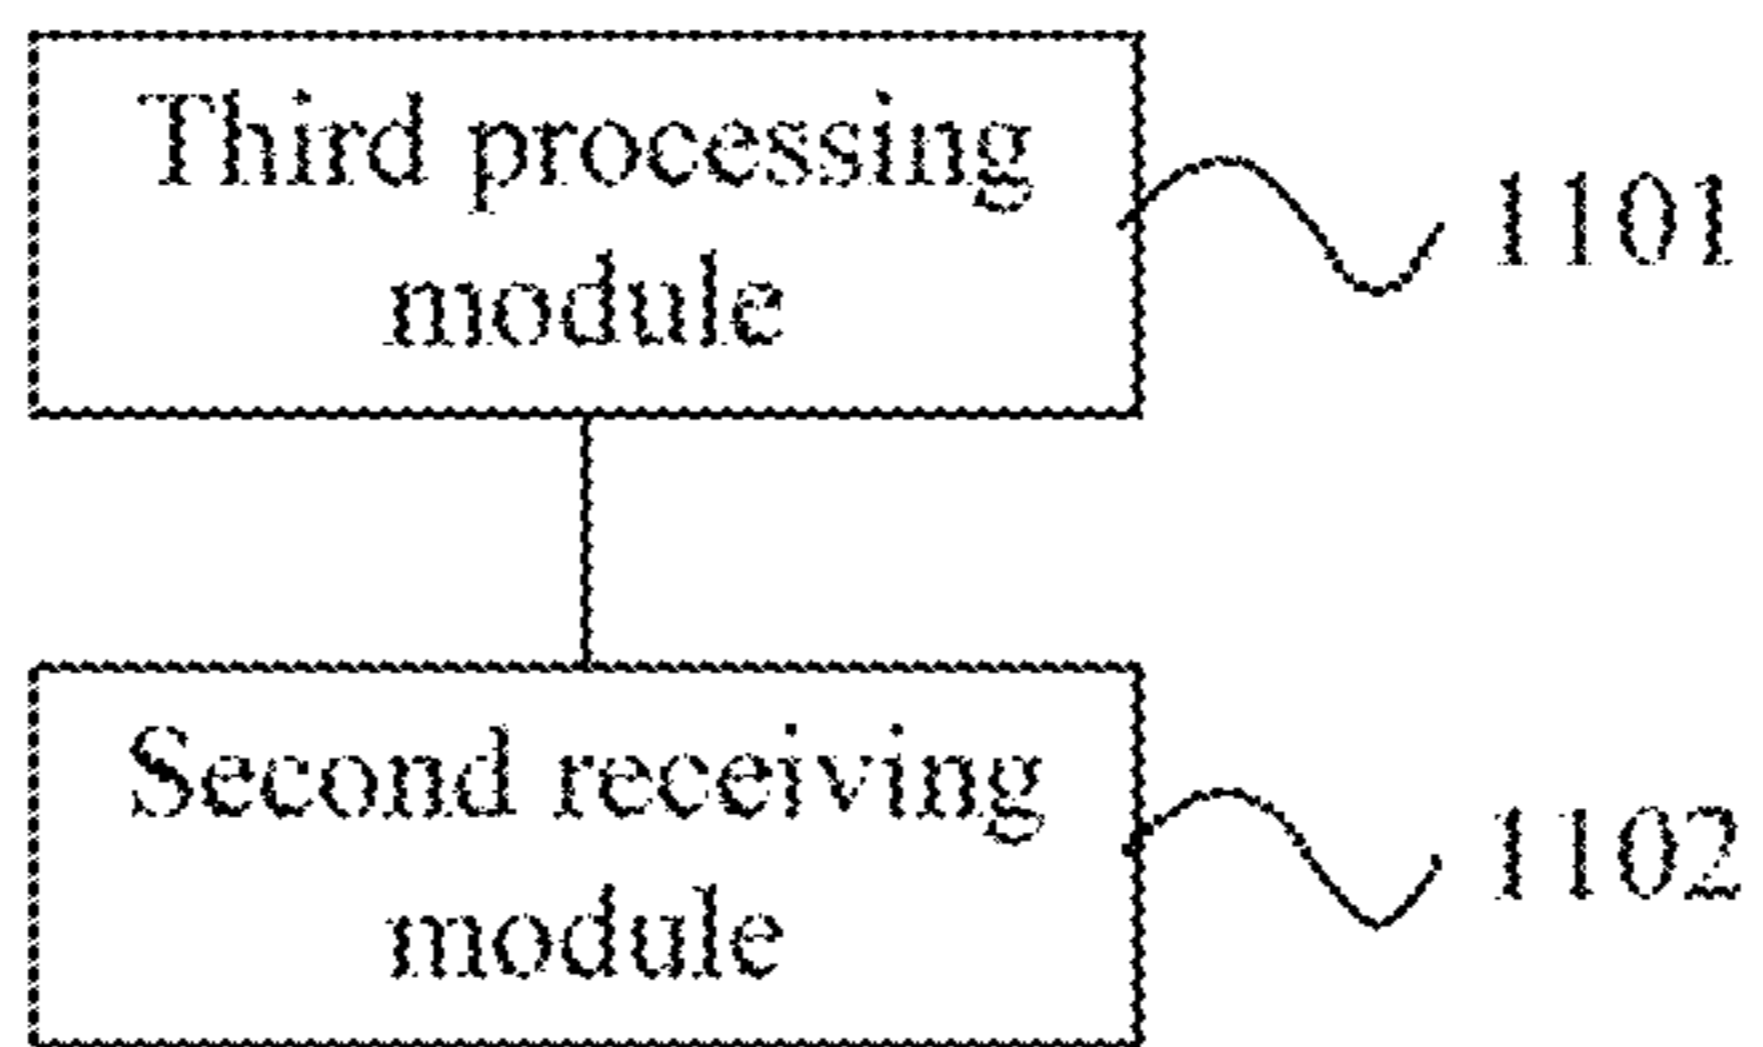 Third processing
module
1101
Second receiving
module
1102